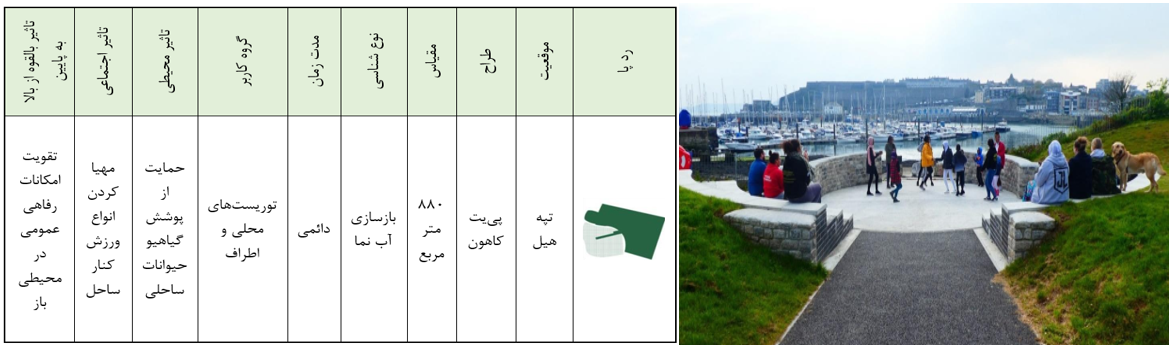 رد پا
موقعیت
طراح
مقیاس
نوع شناسی
مدت زمان
گروه کاربر
تاثیر محیطی
تاثیر اجتماعی
تاثیر بالقوه از بالا
به پایین
تپه
هیل
پی‌یت
کاهون
۸۸۰
متر
مربع
بازسازی
آب نما
دائمی
توریست‌های
محلی و
اطراف
حمایت
از
پوشش
گیاهیو
حیوانات
ساحلی
مهیا
کردن
انواع
ورزش
کنار
ساحل
تقویت
امکانات
رفاهی
عمومی
در
محیطی
باز